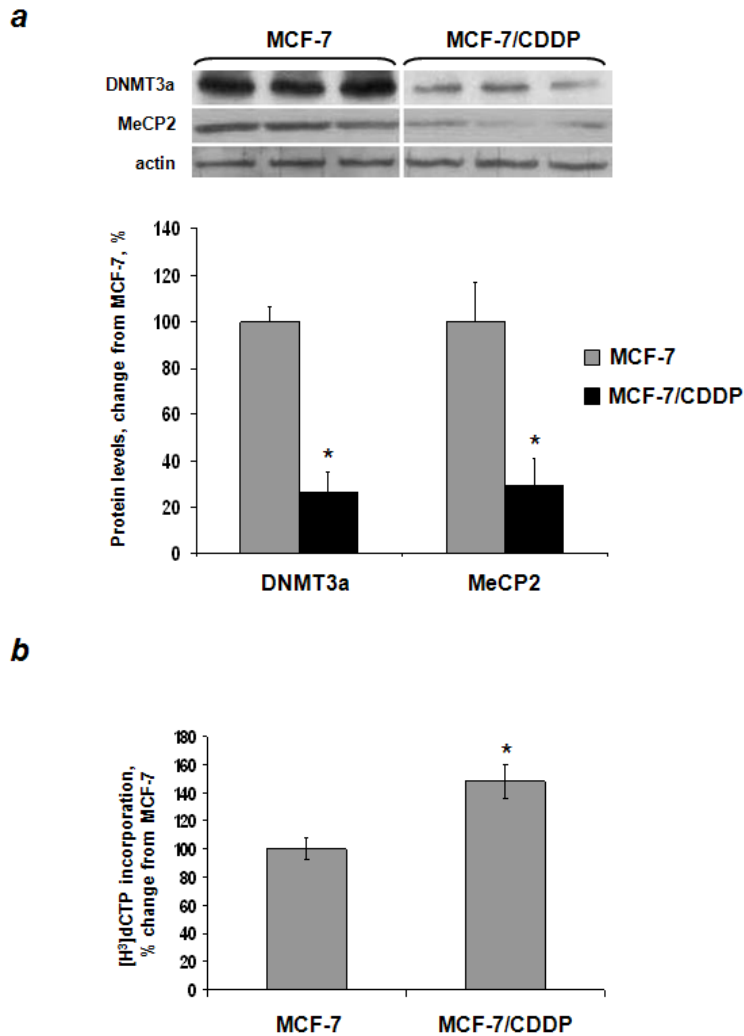 a
MCF-7 MCF-7/CDDP
DNMT3a
MeCP2
actin
Protein levels, change from MCF-7, %
140
120
100
80
60
40
20
0
*
*
DNMT3a MeCP2
MCF-7
MCF-7/CDDP
b
[H³]dCTP incorporation,
% change from MCF-7
180
160
140
120
100
80
60
40
20
0
*
MCF-7 MCF-7/CDDP